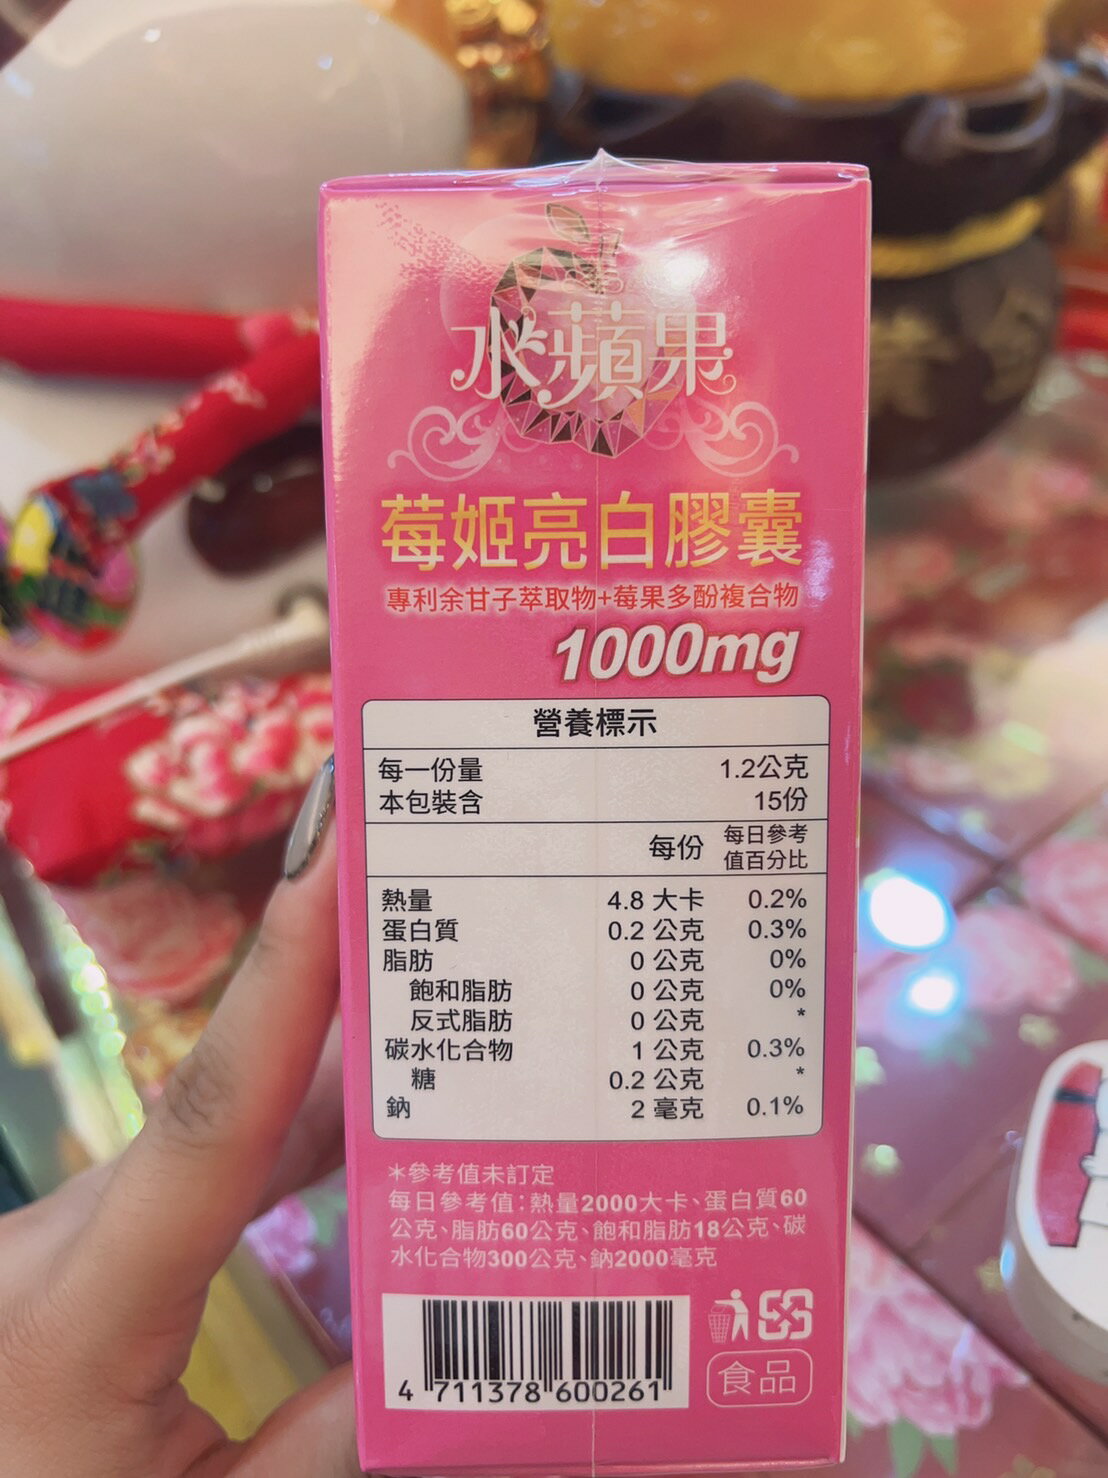 水蘋果
莓姬亮白膠囊
專利余甘子萃取物+莓果多酚複合物
1000mg
營養標示
每一份量 1.2公克
本包裝含 15份
每份 每日參考值百分比
熱量 4.8 大卡 0.2%
蛋白質 0.2 公克 0.3%
脂肪 0 公克 0%
飽和脂肪 0 公克 0%
反式脂肪 0 公克 *
碳水化合物 1 公克 0.3%
糖 0.2 公克 *
鈉 2 毫克 0.1%
*參考值未訂定
每日參考值:熱量2000大卡、蛋白質60
公克、脂肪60公克、飽和脂肪18公克、碳
水化合物300公克、鈉2000毫克
4 711378 600261
食品